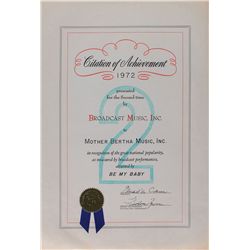 Citation of Achievement
1972
2
presented
for the Second time
by
BROADCAST MUSIC, INC.
to
MOTHER BERTHA MUSIC, INC.
in recognition of the great national popularity,
as measured by broadcast performances,
attained by
BE MY BABY